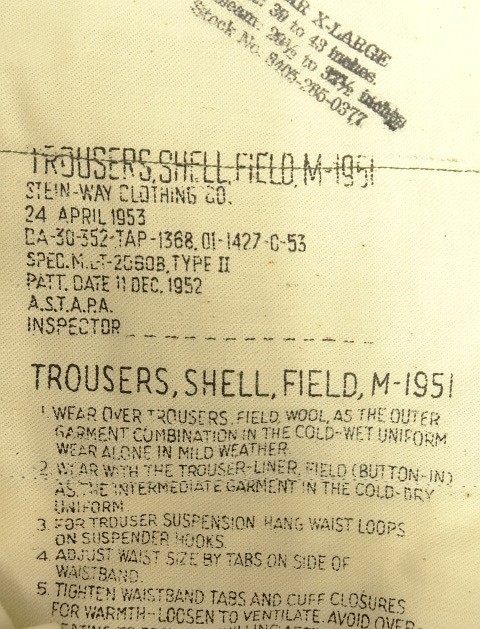 AR X-LARGE
39 to 43 inches.
seam: 29½ to 32½ inches
Stock No. 8405-265-0377
TROUSERS, SHELL, FIELD, M-1951
STEIN-WAY CLOTHING CO.
24 APRIL 1953
DA-30-352-TAP-1368, 01-1427-C-53
SPEC. MIL-T-2060B, TYPE II
PATT. DATE 11 DEC. 1952
A.S.T.A.P.A.
INSPECTOR
TROUSERS, SHELL, FIELD, M-1951
1. WEAR OVER TROUSERS, FIELD, WOOL, AS THE OUTER
GARMENT COMBINATION IN THE COLD-WET UNIFORM
WEAR ALONE IN MILD WEATHER.
2. WEAR WITH THE TROUSER-LINER, FIELD (BUTTON-IN)
AS THE INTERMEDIATE GARMENT IN THE COLD-DRY
UNIFORM
3. FOR TROUSER SUSPENSION HANG WAIST LOOPS
ON SUSPENDER HOOKS.
4. ADJUST WAIST SIZE BY TABS ON SIDE OF
WAISTBAND.
5. TIGHTEN WAISTBAND TABS AND CUFF CLOSURES
FOR WARMTH-LOOSEN TO VENTILATE. AVOID OVER